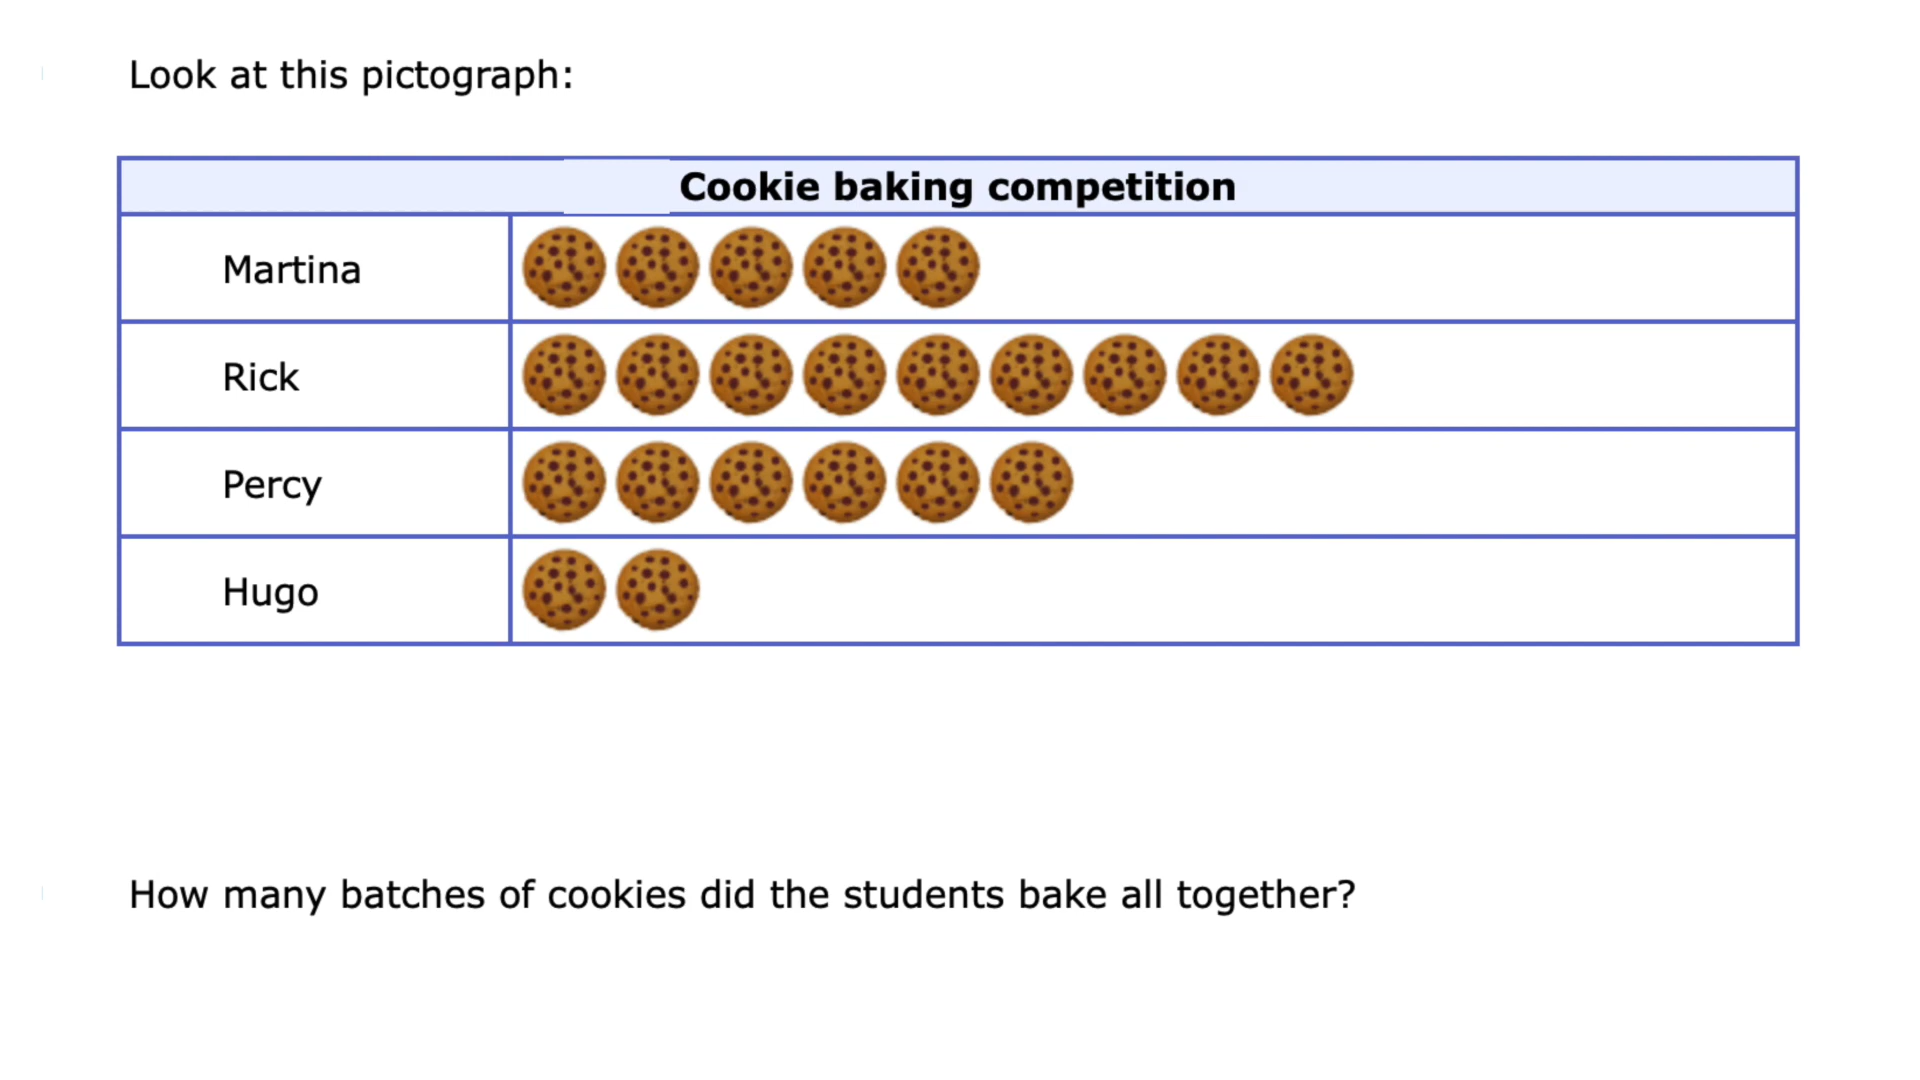 Look at this pictograph:
Cookie baking competition
Martina
Rick
Percy
Hugo
How many batches of cookies did the students bake all together?